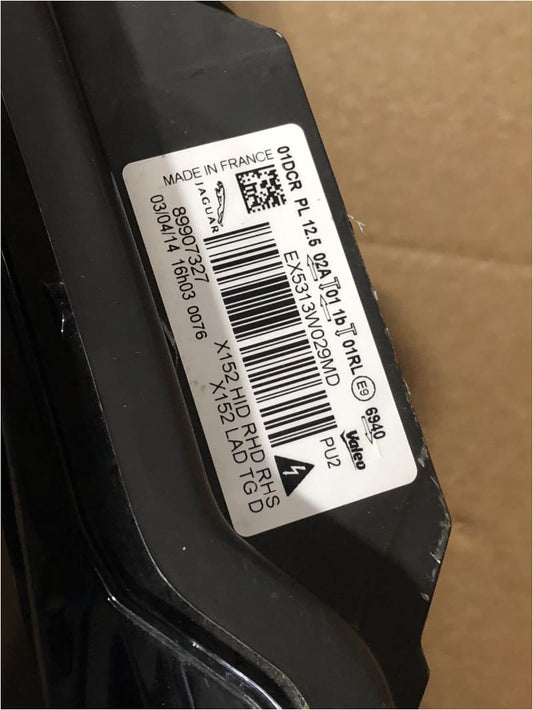 01DCR PL 12.5 02A 01 1b 01RL E9 6940
MADE IN FRANCE
JAGUAR
EX5313W029MD
Valeo
PU2
89907327
03/04/14 16h03 0076
X152 HID RHD RHS
X152 LAD TG D